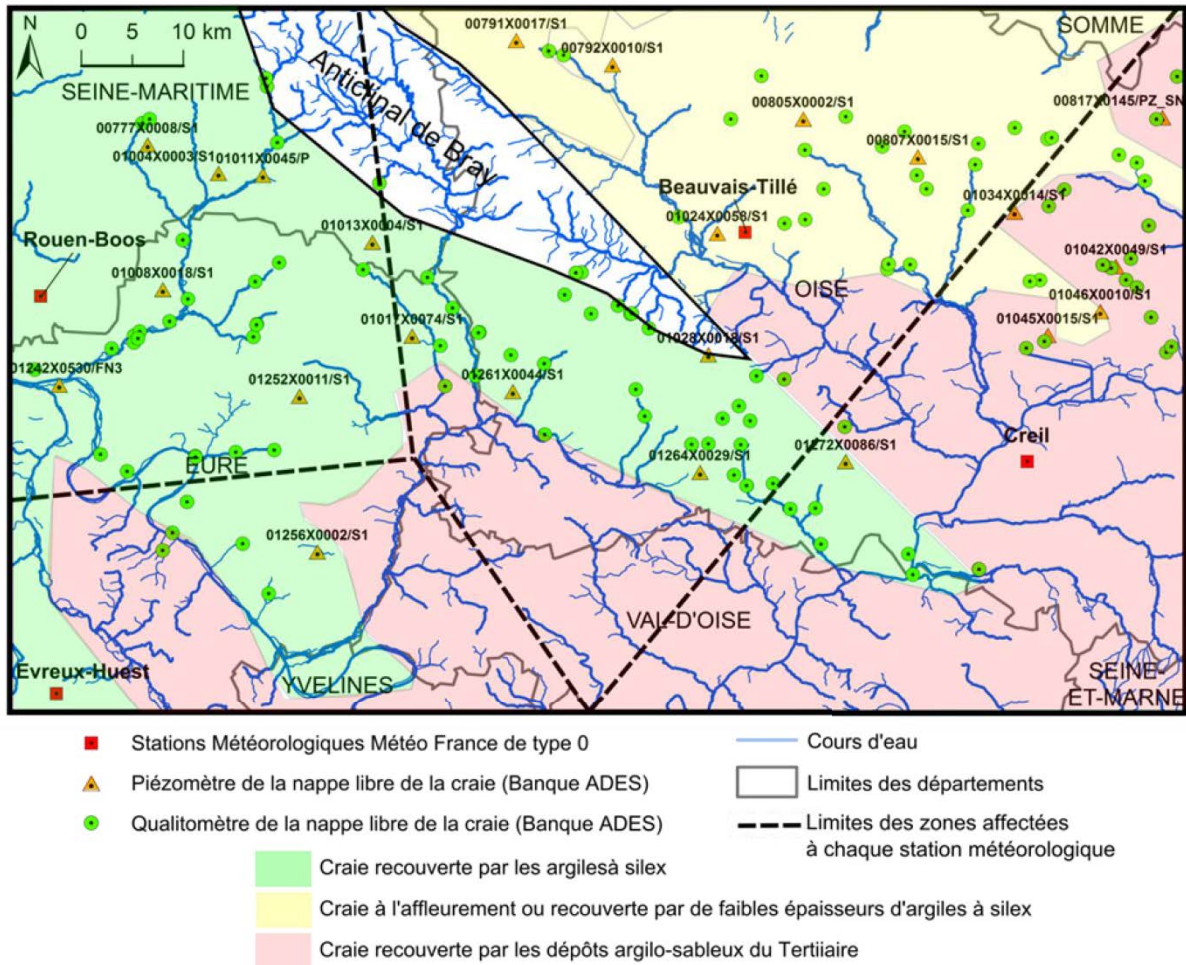 00791X0017/S1
SOMME
N
0 5 10 km
00792X0010/S1
Anticlinal de Bray
SEINE-MARITIME
00805X0002/S1
00817X0145/PZ_SN
00777X0008/S1
00807X0015/S1
01004X0003/S1
01011X0045/P
Beauvais-Tillé
01034X0014/S1
01024X0058/S1
01013X0004/S1
Rouen-Boos
01042X0049/S1
01008X0018/S1
OISE
01046X0010/S1
01017X0074/S1
01045X0015/S1
01028X0018/S1
01242X0530/FN3
01252X0011/S1
01261X0044/S1
Creil
01272X0086/S1
01264X0029/S1
EURE
01256X0002/S1
VAL-D'OISE
Evreux-Huest
YVELINES
SEINE-
ET-MARNE
Stations Météorologiques Météo France de type 0
Cours d'eau
Piézomètre de la nappe libre de la craie (Banque ADES)
Limites des départements
Qualitomètre de la nappe libre de la craie (Banque ADES)
Limites des zones affectées
à chaque station météorologique
Craie recouverte par les argilesà silex
Craie à l'affleurement ou recouverte par de faibles épaisseurs d'argiles à silex
Craie recouverte par les dépôts argilo-sableux du Tertiiaire